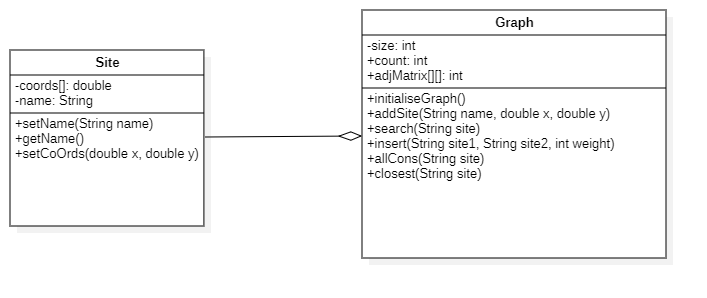 Site
-coords[]: double
-name: String
+setName(String name)
+getName()
+setCoOrds(double x, double y)
Graph
-size: int
+count: int
+adjMatrix[][]: int
+initialiseGraph()
+addSite(String name, double x, double y)
+search(String site)
+insert(String site1, String site2, int weight)
+allCons(String site)
+closest(String site)